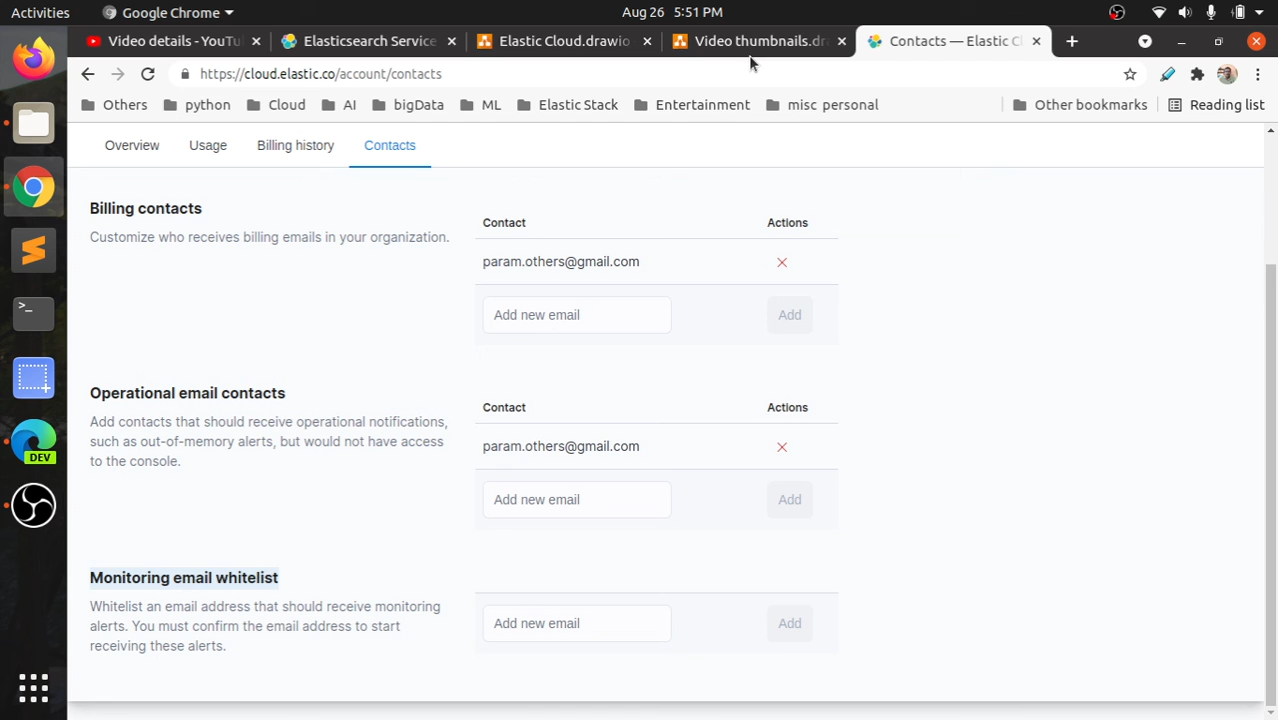 Activities
Google Chrome
Aug 26 5:51 PM
Video details - YouTu
Elasticsearch Service
Elastic Cloud.drawio
Video thumbnails.dr
Contacts — Elastic Cl
https://cloud.elastic.co/account/contacts
Others
python
Cloud
AI
bigData
ML
Elastic Stack
Entertainment
misc personal
Other bookmarks
Reading list
Overview
Usage
Billing history
Contacts
Billing contacts
Customize who receives billing emails in your organization.
Contact
Actions
param.others@gmail.com
Add new email
Add
Operational email contacts
Add contacts that should receive operational notifications,
such as out-of-memory alerts, but would not have access
to the console.
Contact
Actions
param.others@gmail.com
Add new email
Add
Monitoring email whitelist
Whitelist an email address that should receive monitoring
alerts. You must confirm the email address to start
receiving these alerts.
Add new email
Add
>_
DEV